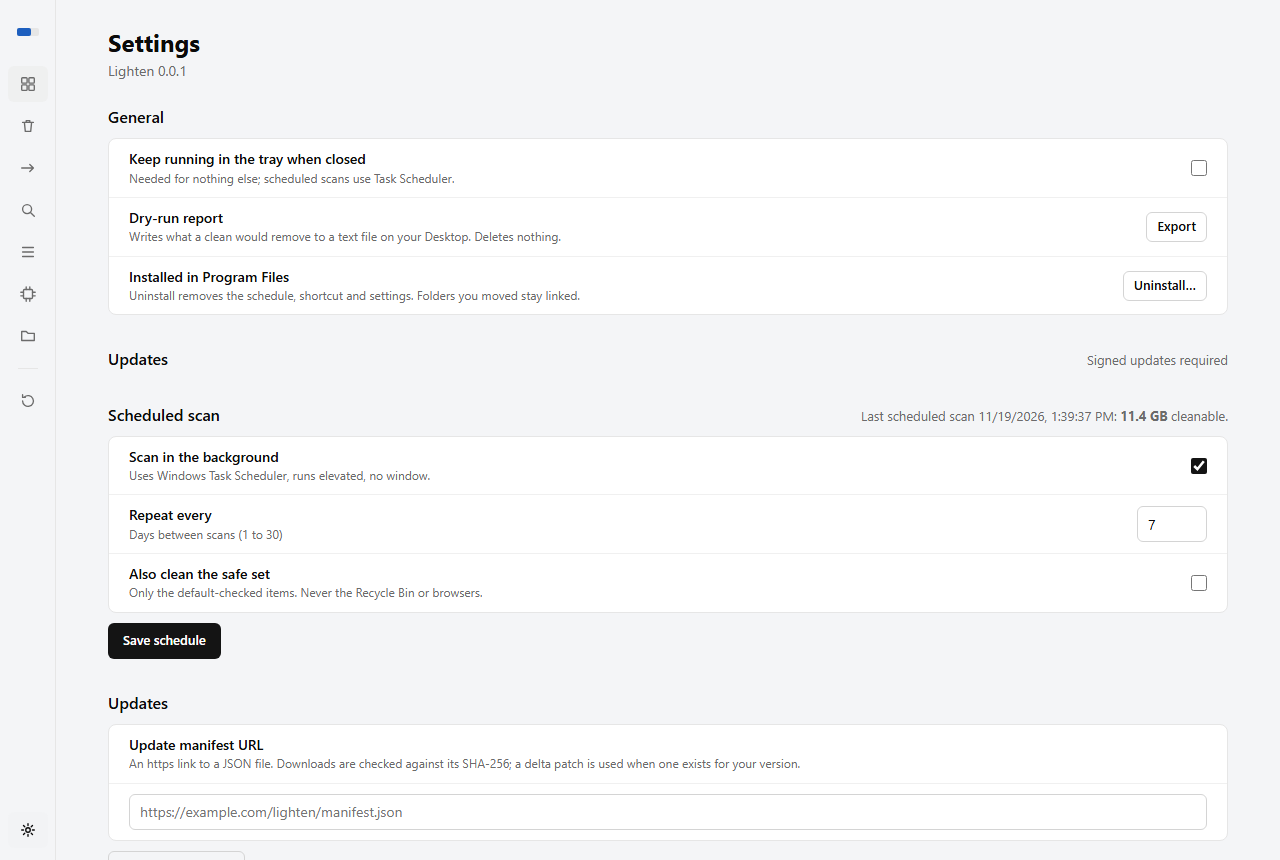 Settings
Lighten 0.0.1
General
Keep running in the tray when closed
Needed for nothing else; scheduled scans use Task Scheduler.
Dry-run report
Writes what a clean would remove to a text file on your Desktop. Deletes nothing.
Export
Installed in Program Files
Uninstall removes the schedule, shortcut and settings. Folders you moved stay linked.
Uninstall...
Updates
Signed updates required
Scheduled scan
Last scheduled scan 11/19/2026, 1:39:37 PM: 11.4 GB cleanable.
Scan in the background
Uses Windows Task Scheduler, runs elevated, no window.
Repeat every
Days between scans (1 to 30)
7
Also clean the safe set
Only the default-checked items. Never the Recycle Bin or browsers.
Save schedule
Updates
Update manifest URL
An https link to a JSON file. Downloads are checked against its SHA-256; a delta patch is used when one exists for your version.
https://example.com/lighten/manifest.json